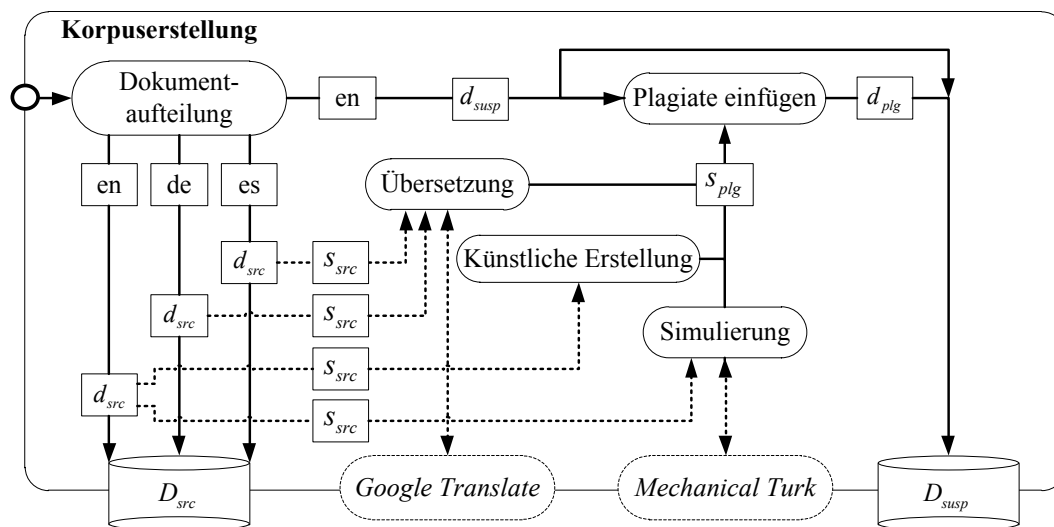 Korpuserstellung
Dokument-
aufteilung
en
d_susp
Plagiate einfügen
d_plg
en
de
es
Übersetzung
s_plg
d_src
s_src
Künstliche Erstellung
d_src
s_src
Simulierung
s_src
d_src
s_src
D_src
Google Translate
Mechanical Turk
D_susp